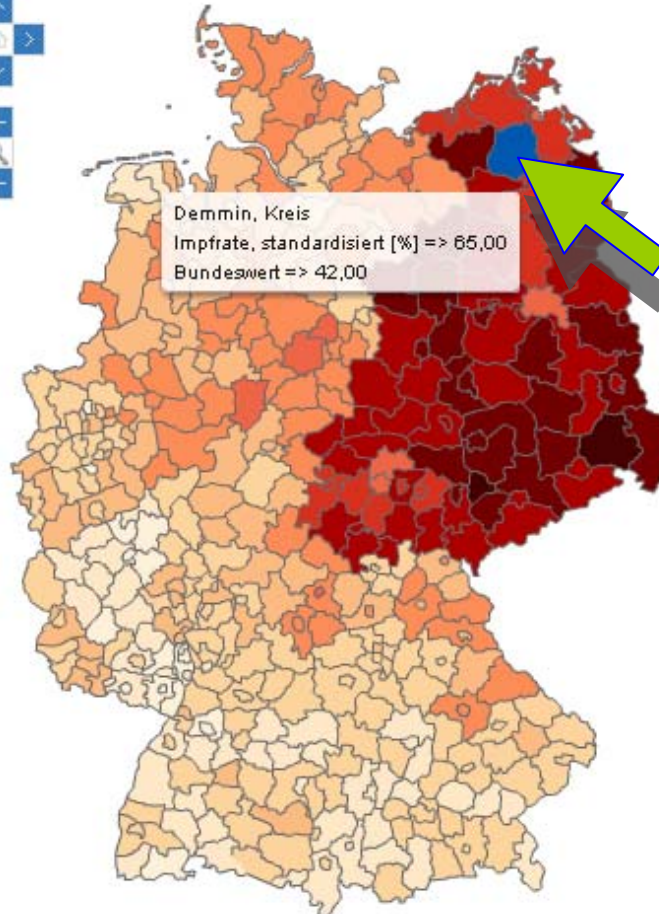 Demmin, Kreis
Impfrate, standardisiert [%] => 65,00
Bundeswert => 42,00